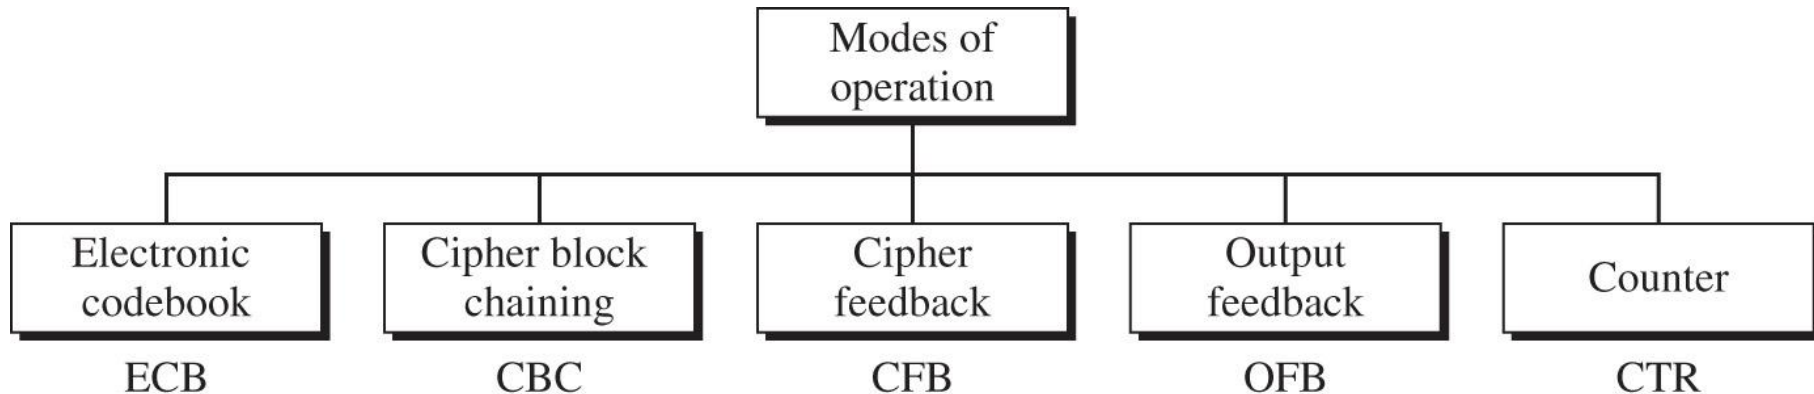 Modes of
operation
Electronic
codebook
Cipher block
chaining
Cipher
feedback
Output
feedback
Counter
ECB
CBC
CFB
OFB
CTR